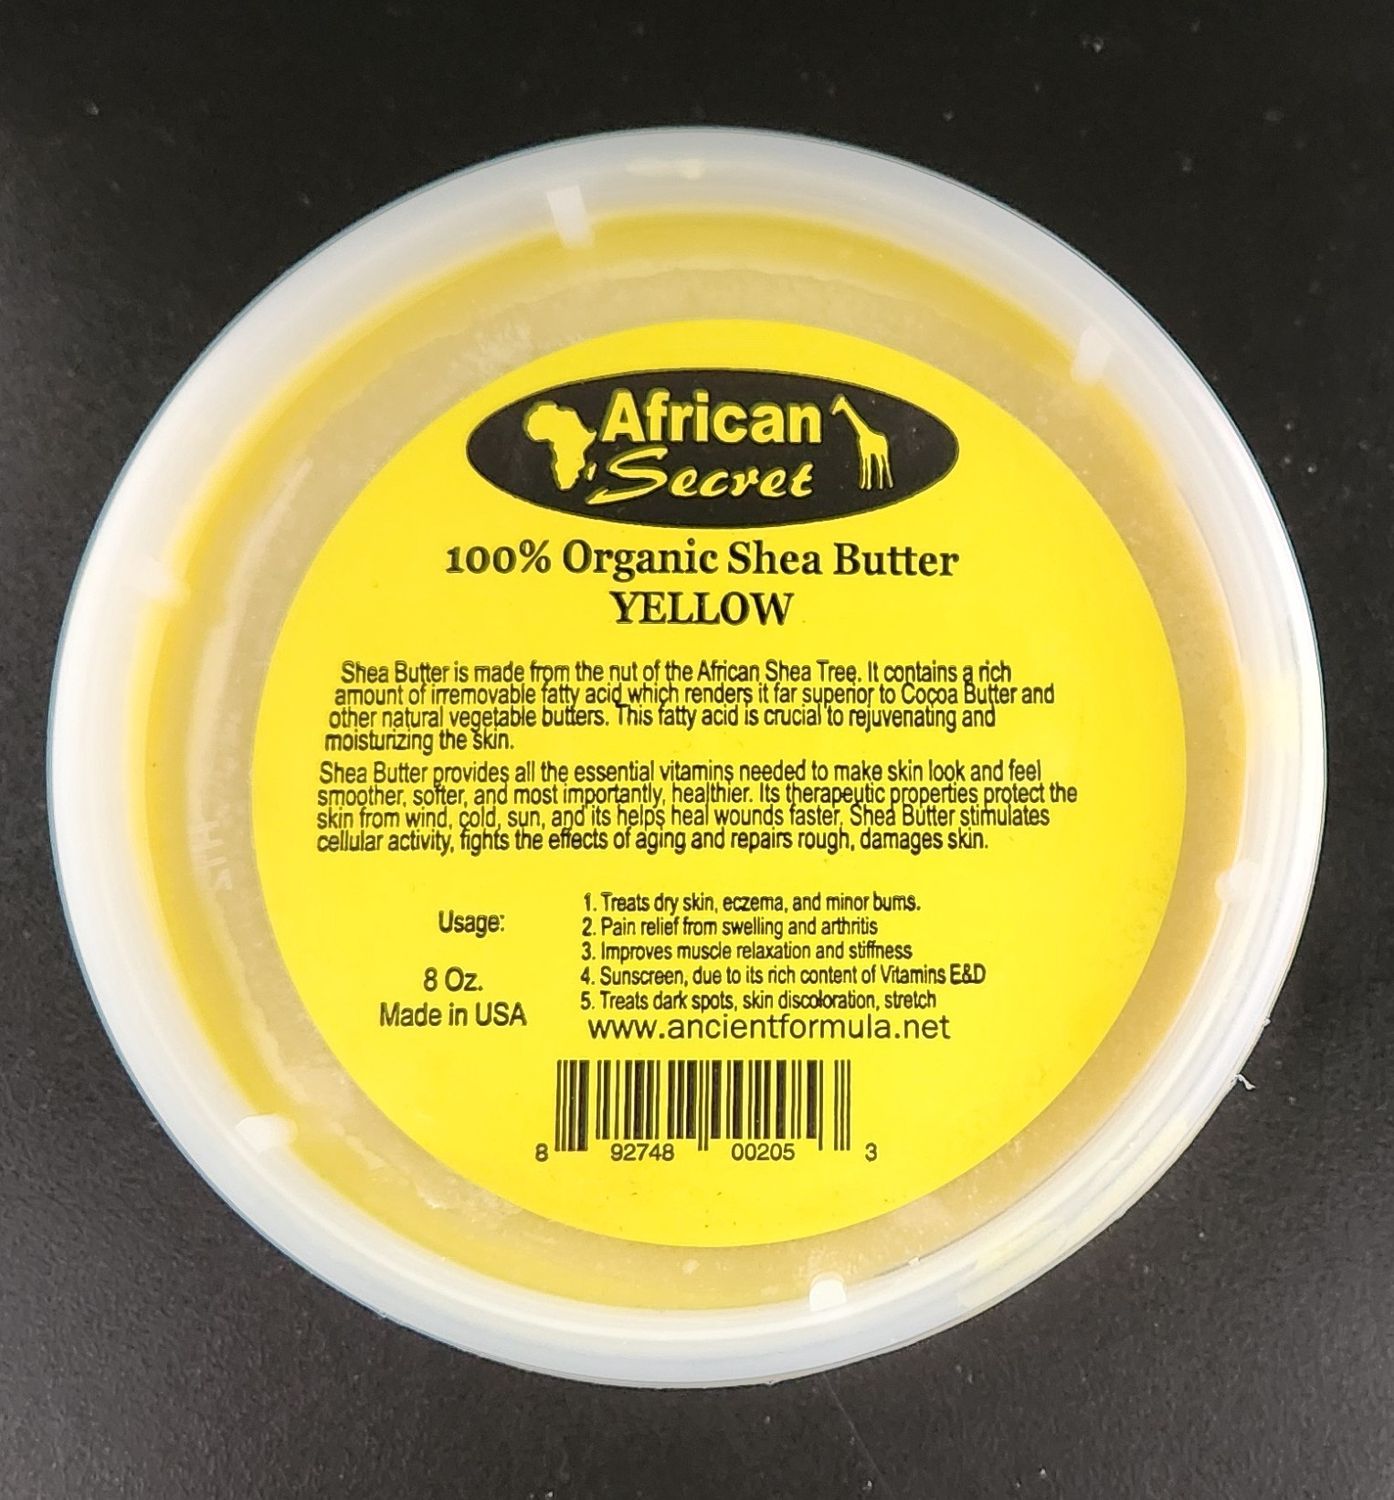 African
Secret
100% Organic Shea Butter
YELLOW
Shea Butter is made from the nut of the African Shea Tree. It contains a rich
amount of irremovable fatty acid which renders it far superior to Cocoa Butter and
other natural vegetable butters. This fatty acid is crucial to rejuvenating and
moisturizing the skin.
Shea Butter provides all the essential vitamins needed to make skin look and feel
smoother, softer, and most importantly, healthier. Its therapeutic properties protect the
skin from wind, cold, sun, and its helps heal wounds faster, Shea Butter stimulates
cellular activity, fights the effects of aging and repairs rough, damages skin.
Usage:
1. Treats dry skin, eczema, and minor burns.
2. Pain relief from swelling and arthritis
3. Improves muscle relaxation and stiffness
4. Sunscreen, due to its rich content of Vitamins E&D
5. Treats dark spots, skin discoloration, stretch
8 Oz.
Made in USA
www.ancientformula.net
8 92748 00205 3